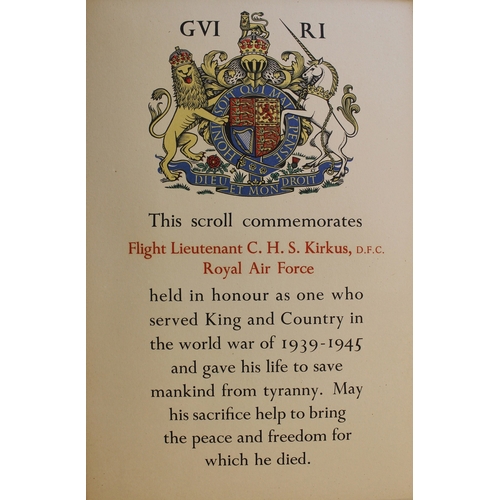 GVI RI
HONI SOIT QUI MAL Y PENSE
DIEU ET MON DROIT
This scroll commemorates
Flight Lieutenant C. H. S. Kirkus, D.F.C.
Royal Air Force
held in honour as one who
served King and Country in
the world war of 1939-1945
and gave his life to save
mankind from tyranny. May
his sacrifice help to bring
the peace and freedom for
which he died.